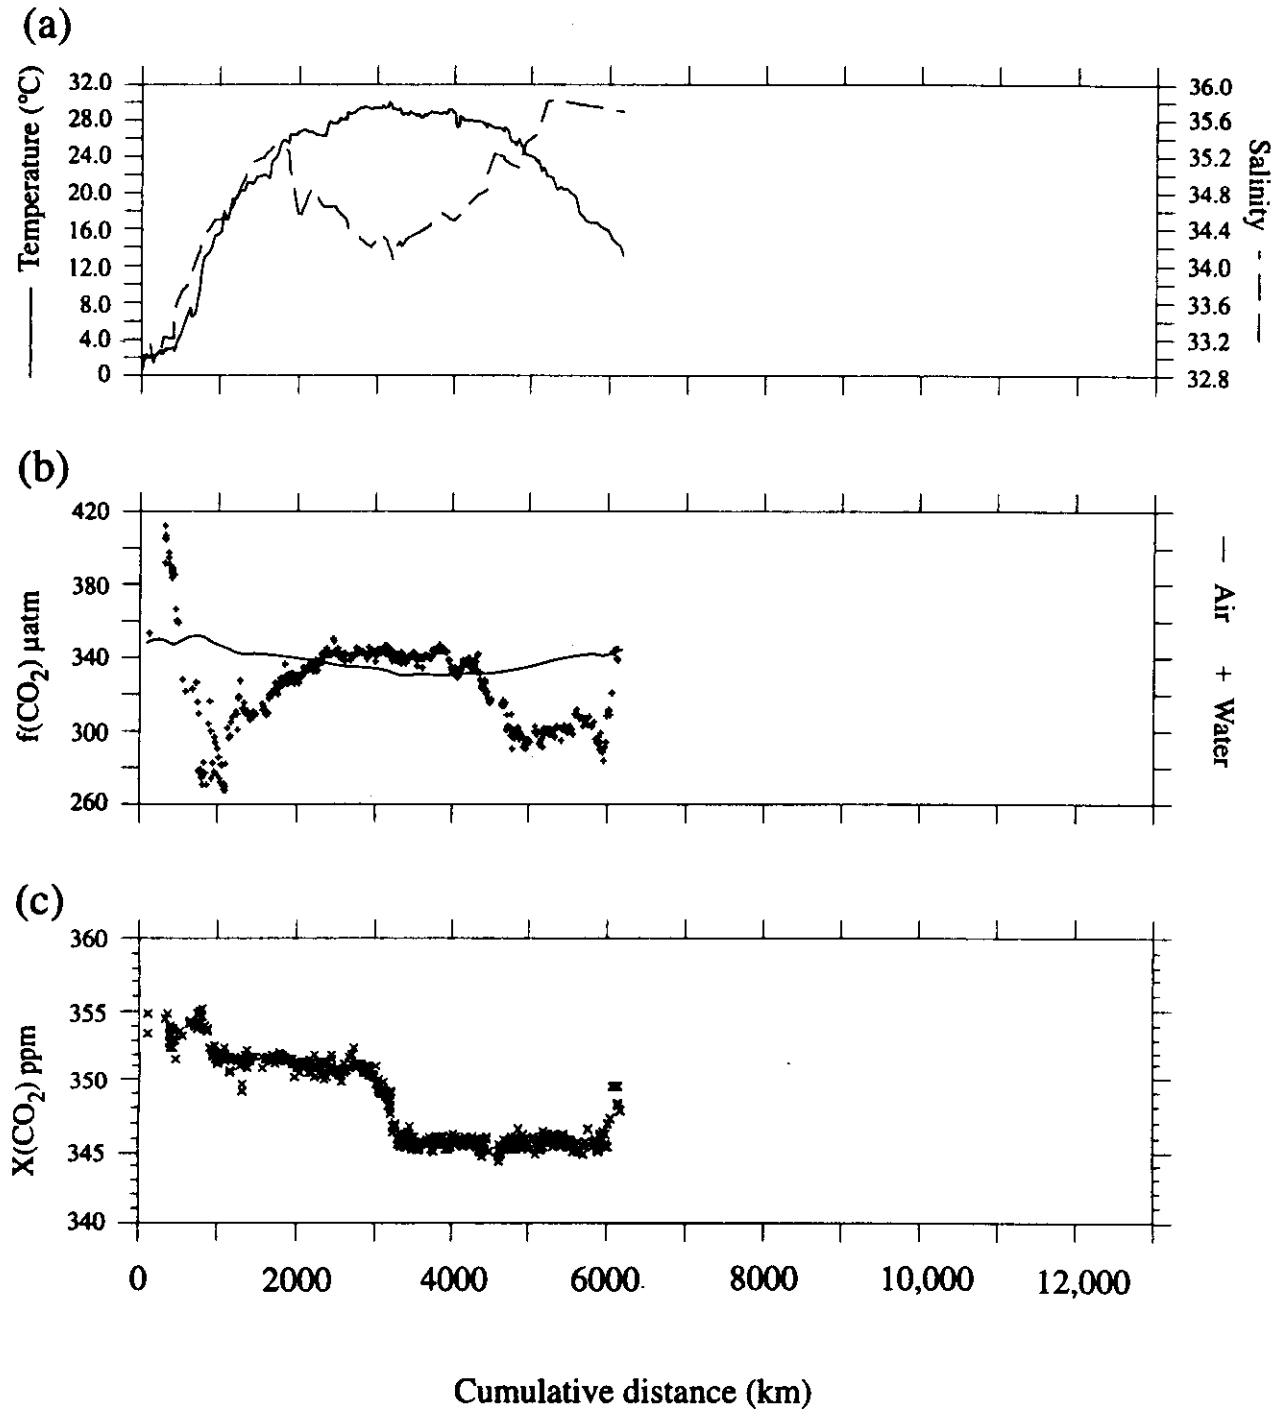 (a)
Temperature (°C)
32.0
28.0
24.0
20.0
16.0
12.0
8.0
4.0
0
36.0
35.6
35.2
34.8
34.4
34.0
33.6
33.2
32.8
Salinity
(b)
f(CO2) µatm
420
380
340
300
260
— Air + Water
(c)
X(CO2) ppm
360
355
350
345
340
0 2000 4000 6000 8000 10,000 12,000
Cumulative distance (km)